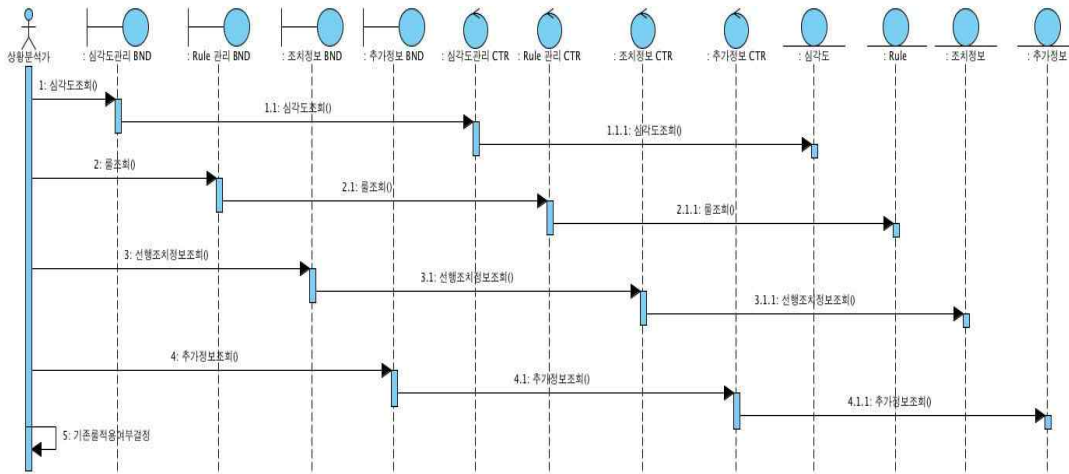 상황분석가
: 심각도관리 BND
: Rule 관리 BND
: 조치정보 BND
: 추가정보 BND
: 심각도관리 CTR
: Rule 관리 CTR
: 조치정보 CTR
: 추가정보 CTR
: 심각도
: Rule
: 조치정보
: 추가정보
1: 심각도조회()
1.1: 심각도조회()
1.1.1: 심각도조회()
2: 룰조회()
2.1: 룰조회()
2.1.1: 룰조회()
3: 선행조치정보조회()
3.1: 선행조치정보조회()
3.1.1: 선행조치정보조회()
4: 추가정보조회()
4.1: 추가정보조회()
4.1.1: 추가정보조회()
5: 기존룰적용여부결정